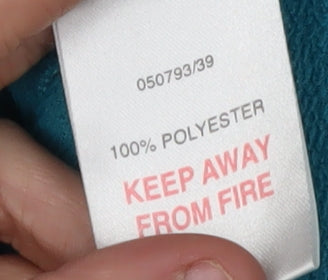 050793/39
100% POLYESTER
KEEP AWAY
FROM FIRE